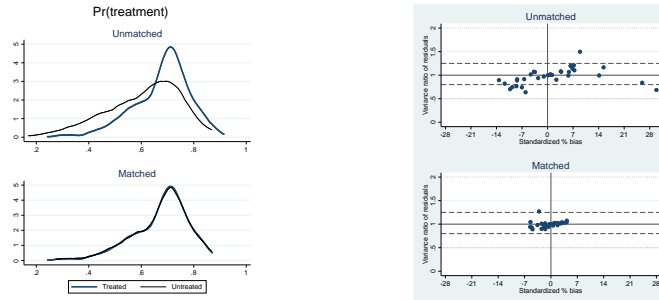 Pr(treatment)
Unmatched
5
4
3
2
1
0
.2 .4 .6 .8 1
Matched
5
4
3
2
1
0
.2 .4 .6 .8 1
Treated Untreated
Unmatched
Variance ratio of residuals
2
1.5
1
.5
0
-28 -21 -14 -7 0 7 14 21 28
Standardized % bias
Matched
Variance ratio of residuals
2
1.5
1
.5
0
-28 -21 -14 -7 0 7 14 21 28
Standardized % bias